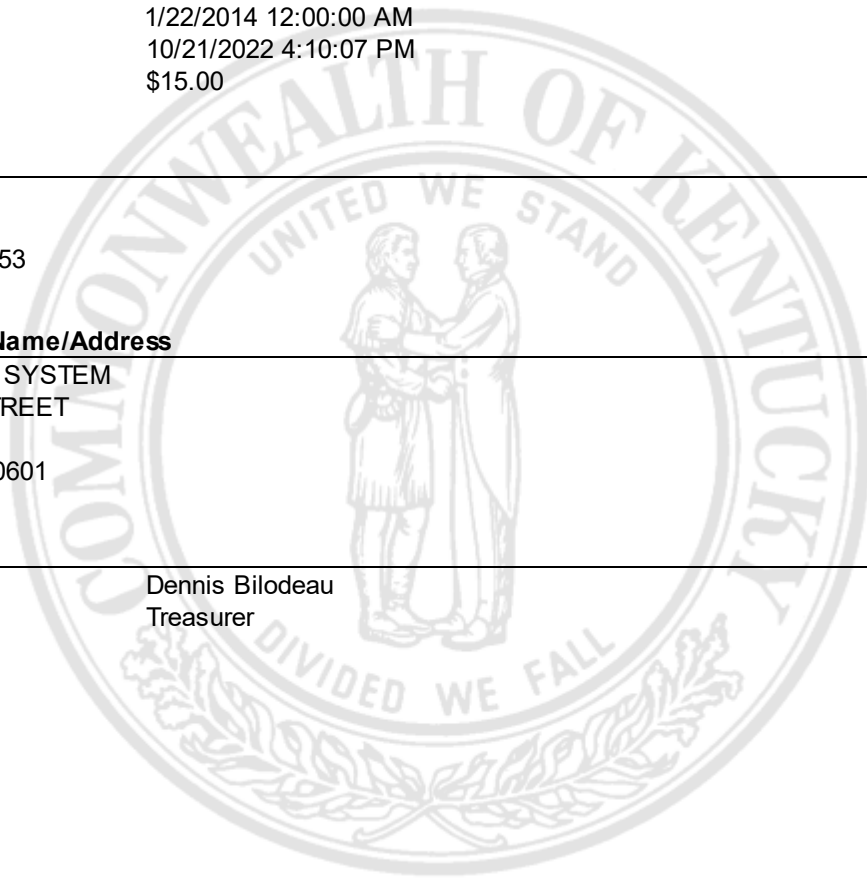 1/22/2014 12:00:00 AM
10/21/2022 4:10:07 PM
$15.00
COMMONWEALTH OF KENTUCKY
UNITED WE STAND
53
Name/Address
SYSTEM
TREET
0601
Dennis Bilodeau
Treasurer
DIVIDED WE FALL